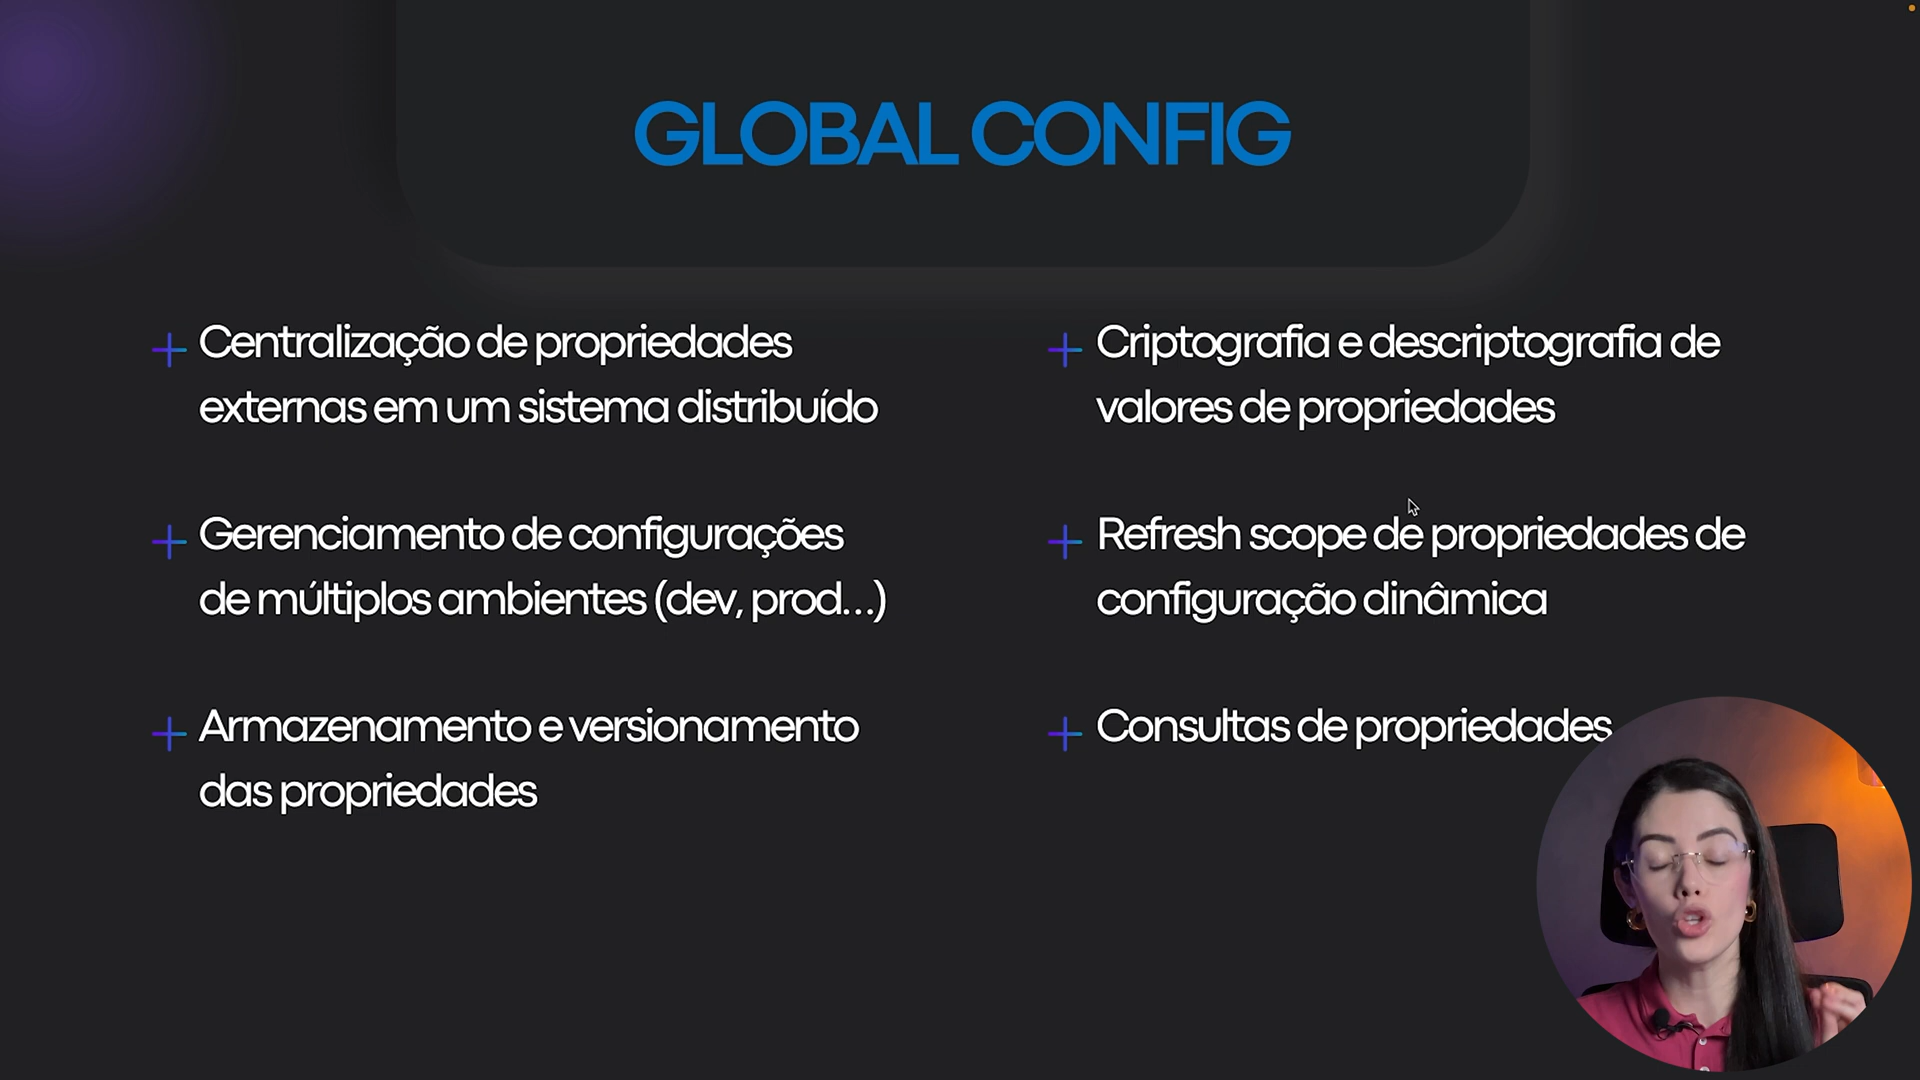 GLOBAL CONFIG
Centralização de propriedades
externas em um sistema distribuído
Gerenciamento de configurações
de múltiplos ambientes (dev, prod...)
Armazenamento e versionamento
das propriedades
Criptografia e descriptografia de
valores de propriedades
Refresh scope de propriedades de
configuração dinâmica
Consultas de propriedades